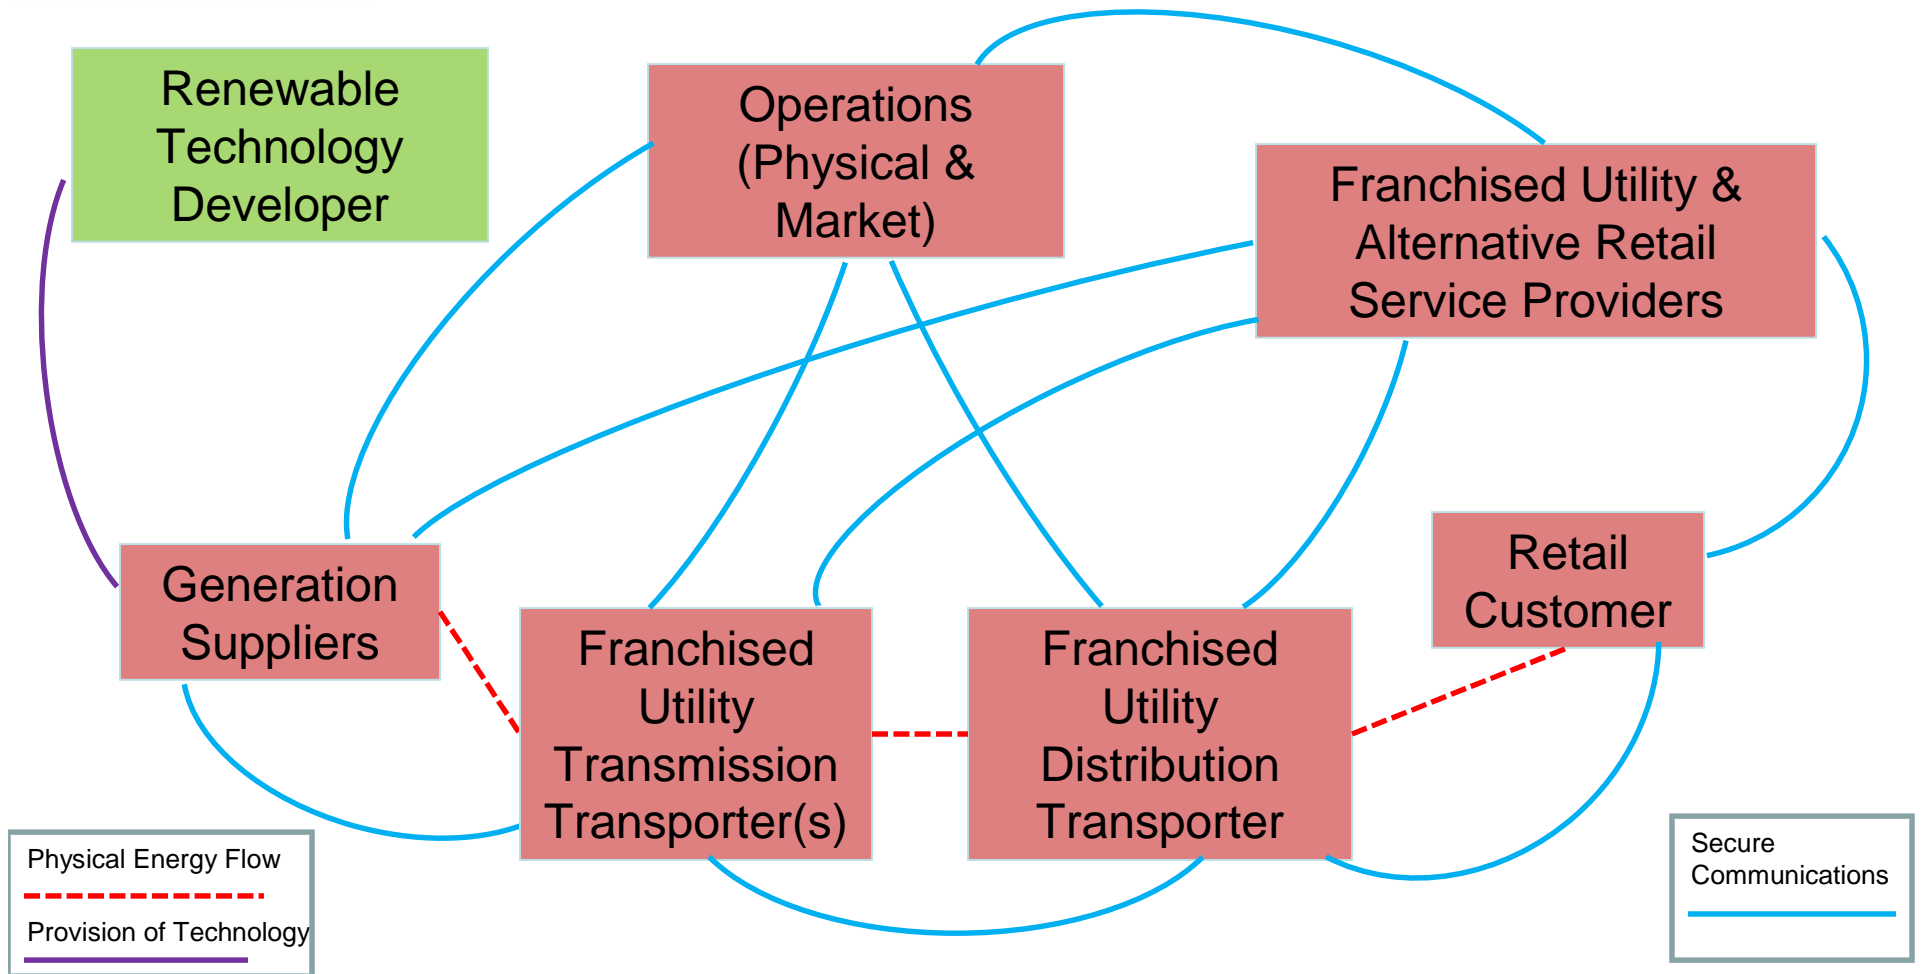 Renewable
Technology
Developer
Operations
(Physical &
Market)
Franchised Utility &
Alternative Retail
Service Providers
Generation
Suppliers
Franchised
Utility
Transmission
Transporter(s)
Franchised
Utility
Distribution
Transporter
Retail
Customer
Physical Energy Flow
Provision of Technology
Secure
Communications